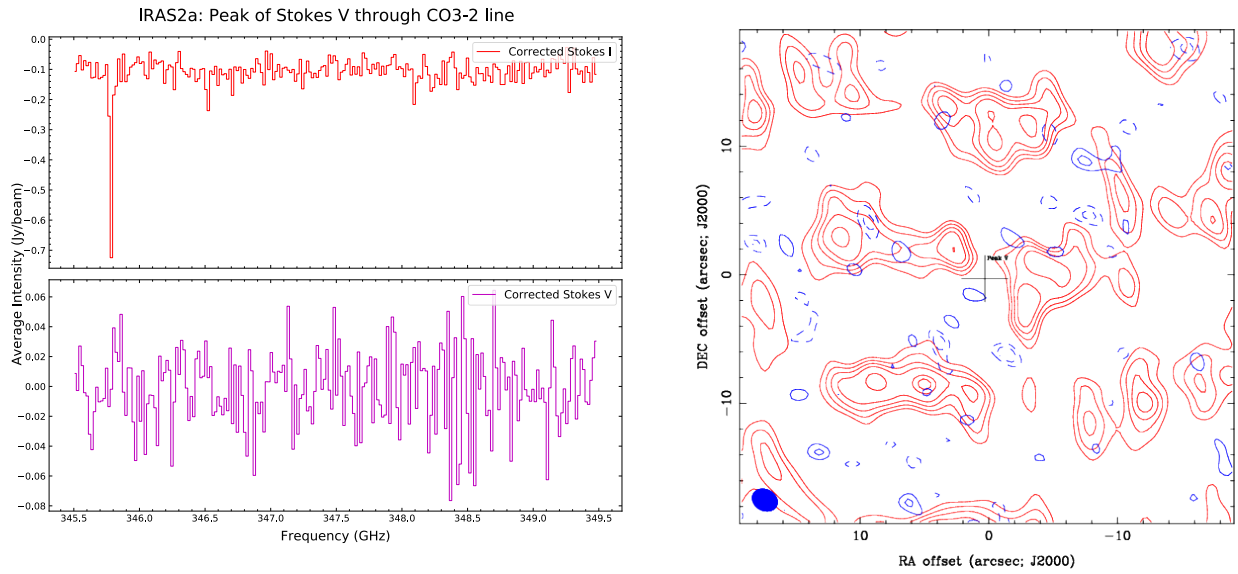 IRAS2a: Peak of Stokes V through CO3-2 line
Corrected Stokes I
0.0
−0.1
−0.2
−0.3
−0.4
−0.5
−0.6
−0.7
Average Intensity (Jy/beam)
Corrected Stokes V
0.06
0.04
0.02
0.00
−0.02
−0.04
−0.06
−0.08
345.5 346.0 346.5 347.0 347.5 348.0 348.5 349.0 349.5
Frequency (GHz)
DEC offset (arcsec; J2000)
10
0
−10
Peak
10 0 −10
RA offset (arcsec; J2000)